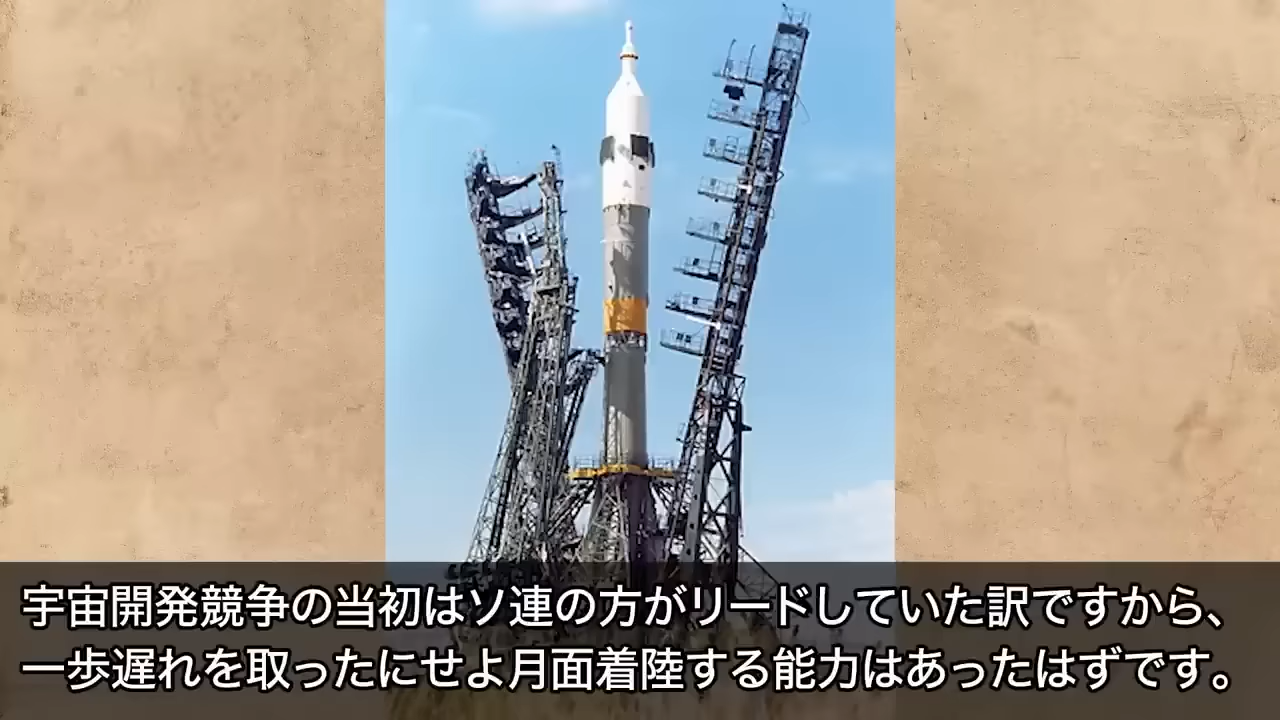 宇宙開発競争の当初はソ連の方がリードしていた訳ですから、
一歩遅れを取ったにせよ月面着陸する能力はあったはずです。